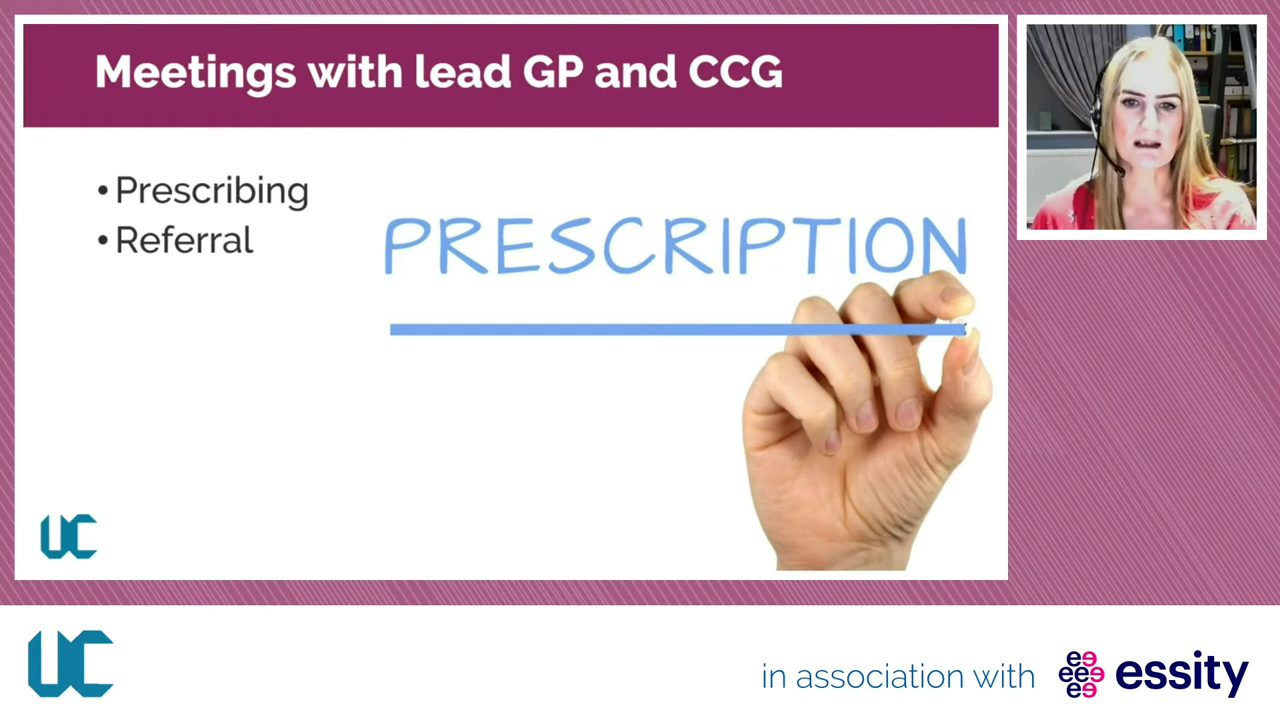 Meetings with lead GP and CCG
• Prescribing
• Referral
PRESCRIPTION
UC
UC
in association with essity